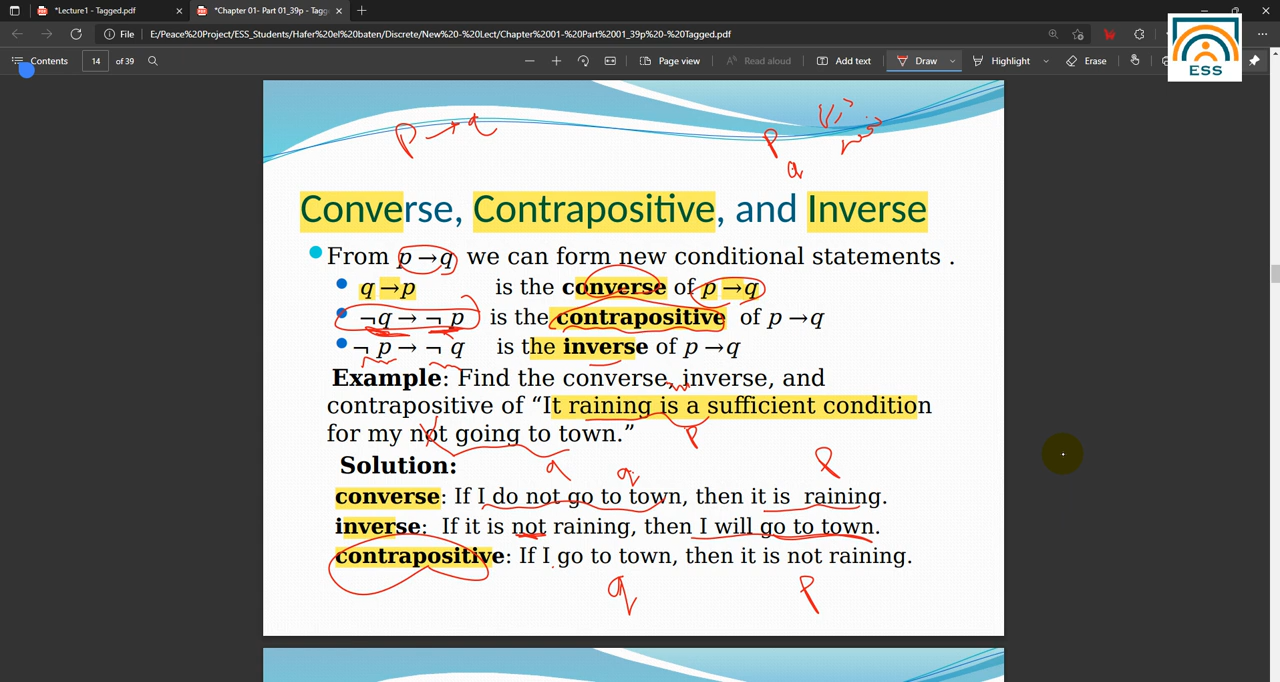 *Lecture1 - Tagged.pdf
*Chapter 01- Part 01_39p - Tagg
File
E:/Peace%20Project/ESS_Students/Hafer%20el%20baten/Discrete/New%20-%20Lect/Chapter%2001-%20Part%2001_39p%20-%20Tagged.pdf
Contents 14 of 39 Page view Read aloud Add text Draw Highlight Erase
ESS
p → q
p
q
Converse, Contrapositive, and Inverse
From p →q we can form new conditional statements .
q →p is the converse of p →q
¬q → ¬ p is the contrapositive of p →q
¬ p → ¬ q is the inverse of p →q
Example: Find the converse, inverse, and
contrapositive of “It raining is a sufficient condition
for my not going to town.”
p
Solution:
q
q
p
converse: If I do not go to town, then it is raining.
inverse: If it is not raining, then I will go to town.
contrapositive: If I go to town, then it is not raining.
q
p